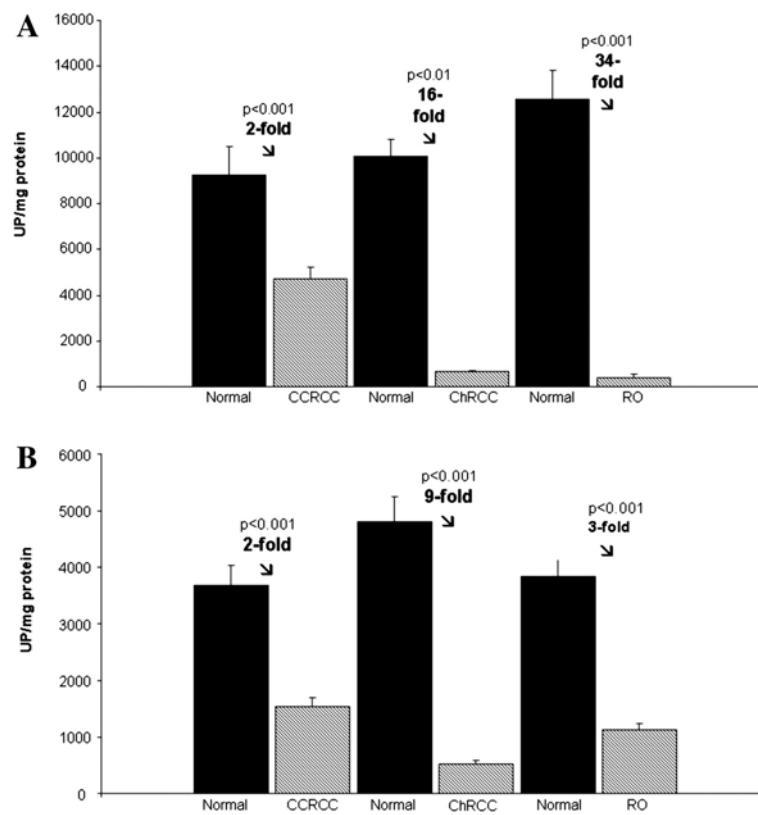 A
UP/mg protein
16000
14000
12000
10000
8000
6000
4000
2000
0
p<0.001
2-fold
p<0.01
16-
fold
p<0.001
34-
fold
Normal CCRCC Normal ChRCC Normal RO
B
UP/mg protein
6000
5000
4000
3000
2000
1000
0
p<0.001
2-fold
p<0.001
9-fold
p<0.001
3-fold
Normal CCRCC Normal ChRCC Normal RO